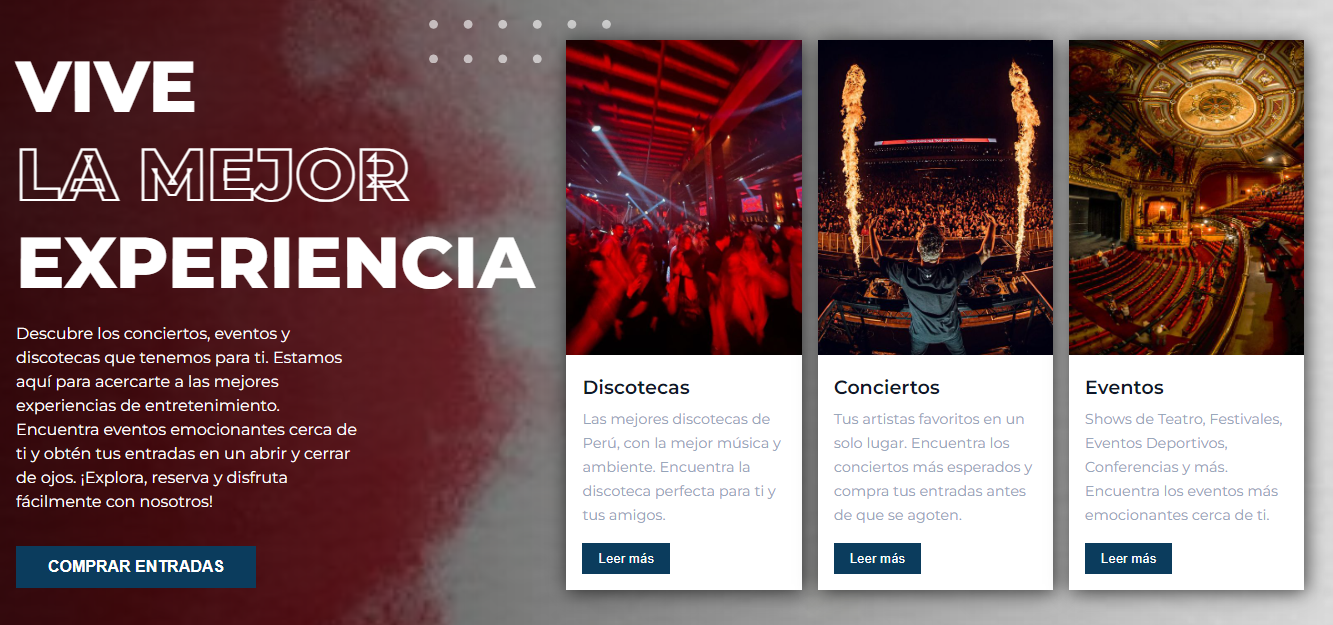 VIVE
LA MEJOR
EXPERIENCIA
Descubre los conciertos, eventos y
discotecas que tenemos para ti. Estamos
aquí para acercarte a las mejores
experiencias de entretenimiento.
Encuentra eventos emocionantes cerca de
ti y obtén tus entradas en un abrir y cerrar
de ojos. ¡Explora, reserva y disfruta
fácilmente con nosotros!
COMPRAR ENTRADAS
Discotecas
Las mejores discotecas de
Perú, con la mejor música y
ambiente. Encuentra la
discoteca perfecta para ti y
tus amigos.
Leer más
Conciertos
Tus artistas favoritos en un
solo lugar. Encuentra los
conciertos más esperados y
compra tus entradas antes
de que se agoten.
Leer más
Eventos
Shows de Teatro, Festivales,
Eventos Deportivos,
Conferencias y más.
Encuentra los eventos más
emocionantes cerca de ti.
Leer más